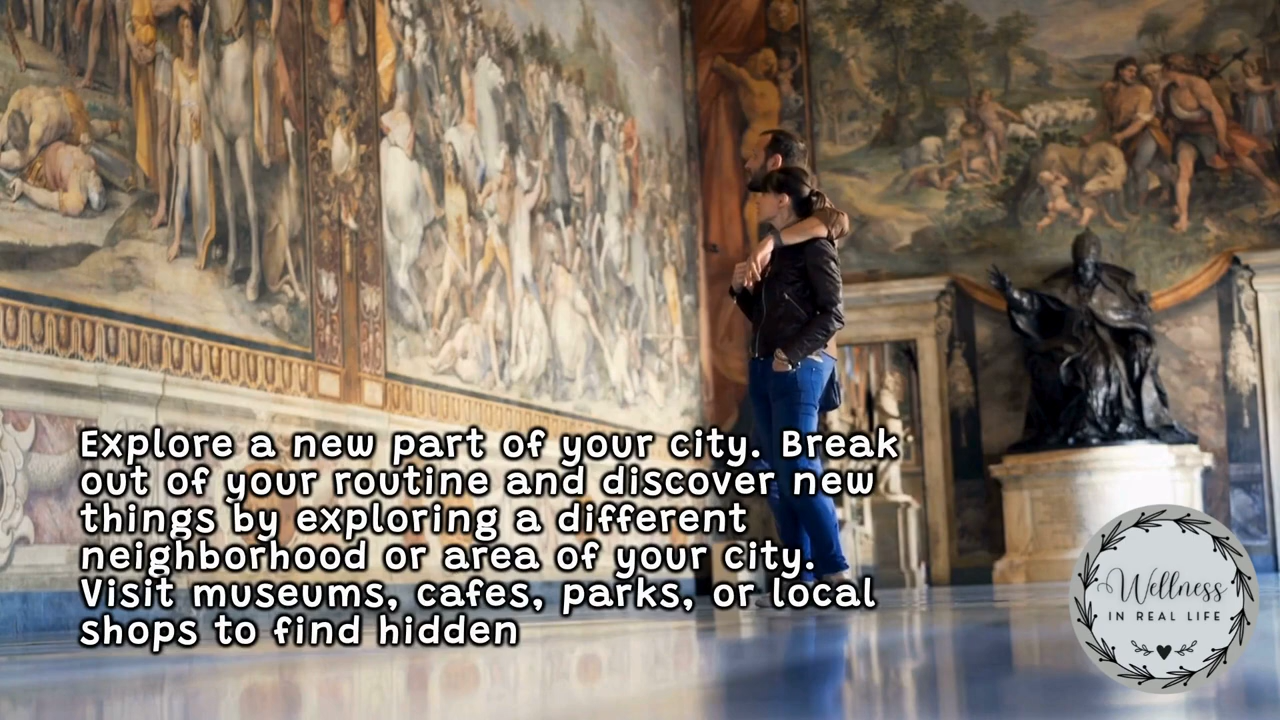 Explore a new part of your city. Break
out of your routine and discover new
things by exploring a different
neighborhood or area of your city.
Visit museums, cafes, parks, or local
shops to find hidden
Wellness
IN REAL LIFE